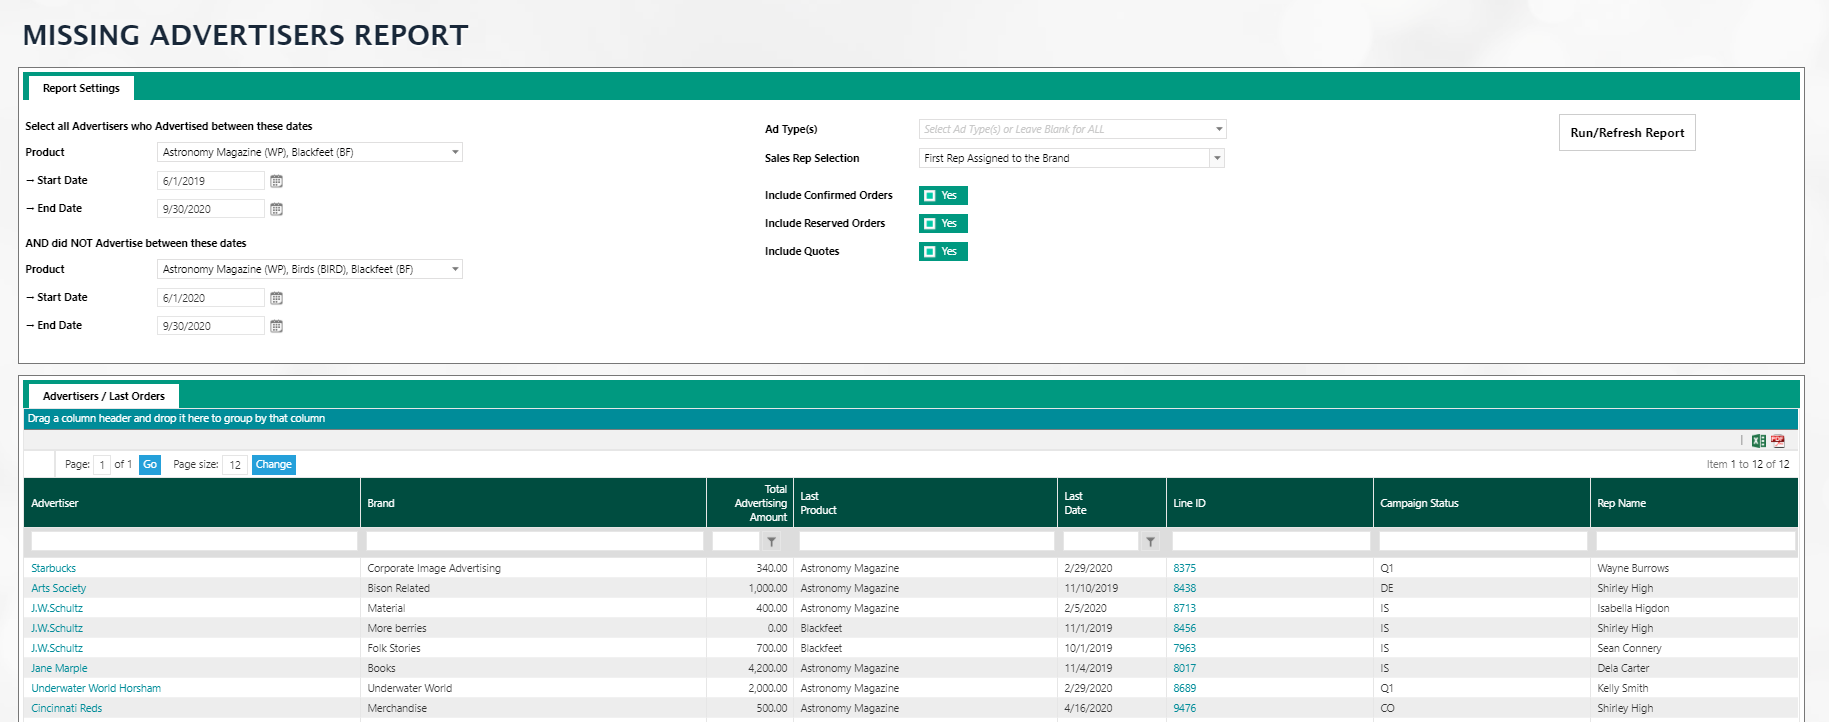 MISSING ADVERTISERS REPORT
Report Settings
Select all Advertisers who Advertised between these dates
Product Astronomy Magazine (WP), Blackfeet (BF)
→ Start Date 6/1/2019
→ End Date 9/30/2020
AND did NOT Advertise between these dates
Product Astronomy Magazine (WP), Birds (BIRD), Blackfeet (BF)
→ Start Date 6/1/2020
→ End Date 9/30/2020
Ad Type(s) Select Ad Type(s) or Leave Blank for ALL
Sales Rep Selection First Rep Assigned to the Brand
Include Confirmed Orders Yes
Include Reserved Orders Yes
Include Quotes Yes
Run/Refresh Report
Advertisers / Last Orders
Drag a column header and drop it here to group by that column
Page: 1 of 1 Go Page size: 12 Change Item 1 to 12 of 12
Advertiser Brand Total Advertising Amount Last Product Last Date Line ID Campaign Status Rep Name
Starbucks Corporate Image Advertising 340.00 Astronomy Magazine 2/29/2020 8375 Q1 Wayne Burrows
Arts Society Bison Related 1,000.00 Astronomy Magazine 11/10/2019 8438 DE Shirley High
J.W.Schultz Material 400.00 Astronomy Magazine 2/5/2020 8713 IS Isabella Higdon
J.W.Schultz More berries 0.00 Blackfeet 11/1/2019 8456 IS Shirley High
J.W.Schultz Folk Stories 700.00 Blackfeet 10/1/2019 7963 IS Sean Connery
Jane Marple Books 4,200.00 Astronomy Magazine 11/4/2019 8017 IS Dela Carter
Underwater World Horsham Underwater World 2,000.00 Astronomy Magazine 2/29/2020 8689 Q1 Kelly Smith
Cincinnati Reds Merchandise 500.00 Astronomy Magazine 4/16/2020 9476 CO Shirley High